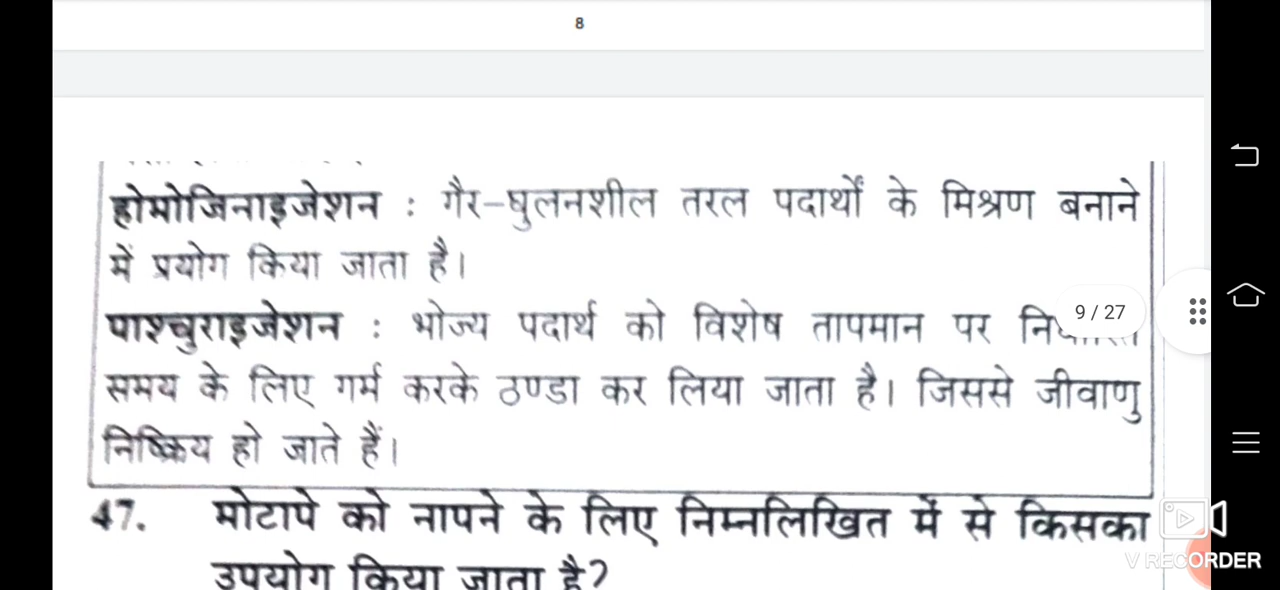 8
होमोजिनाइजेशन : गैर-घुलनशील तरल पदार्थों के मिश्रण बनाने
में प्रयोग किया जाता है।
पाश्चुराइजेशन : भोज्य पदार्थ को विशेष तापमान पर
9 / 27
समय के लिए गर्म करके ठण्डा कर लिया जाता है। जिससे जीवाणु
निष्क्रिय हो जाते हैं।
47. मोटापे को नापने के लिए निम्नलिखित में से किसका
उपयोग किया जाता है?
V RECORDER